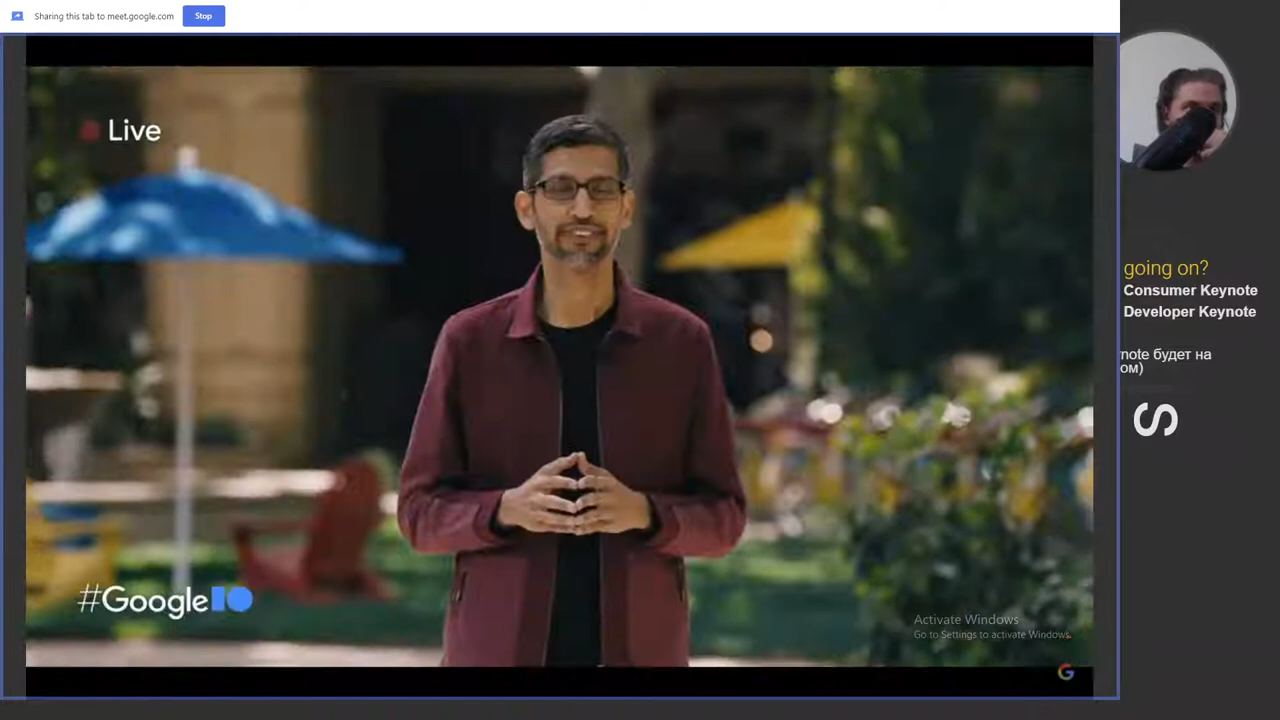 Sharing this tab to meet.google.com
Stop
Live
going on?
Consumer Keynote
Developer Keynote
note будет на
ом)
S
#GoogleIO
Activate Windows
Go to Settings to activate Windows.
G